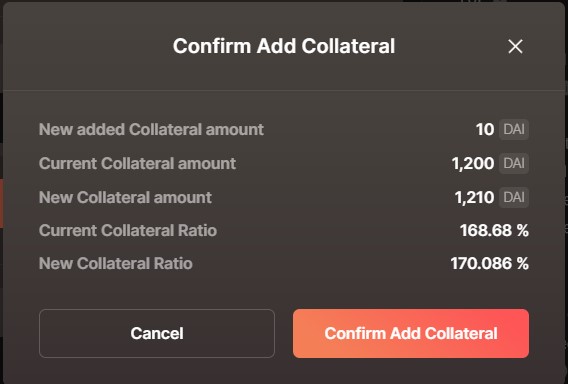 Confirm Add Collateral
New added Collateral amount 10 DAI
Current Collateral amount 1,200 DAI
New Collateral amount 1,210 DAI
Current Collateral Ratio 168.68 %
New Collateral Ratio 170.086 %
Cancel Confirm Add Collateral